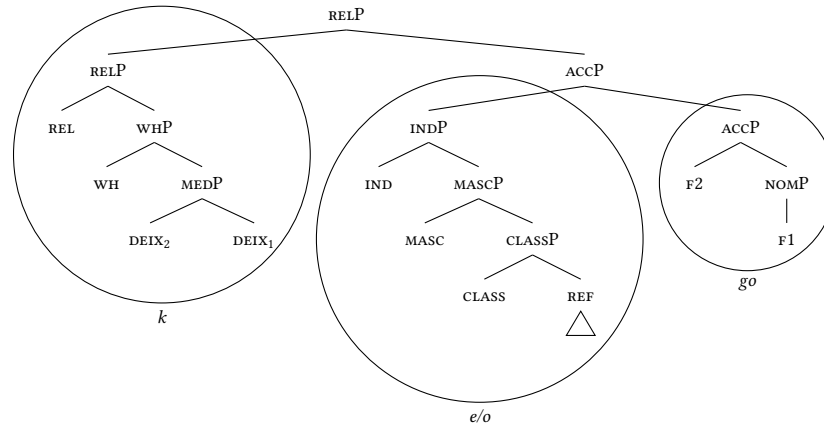 RELP
RELP ACCP
REL WHP INDP ACCP
WH MEDP IND MASCP F2 NOMP
DEIX₂ DEIX₁ MASC CLASSP F1
CLASS REF
go
k
e/o